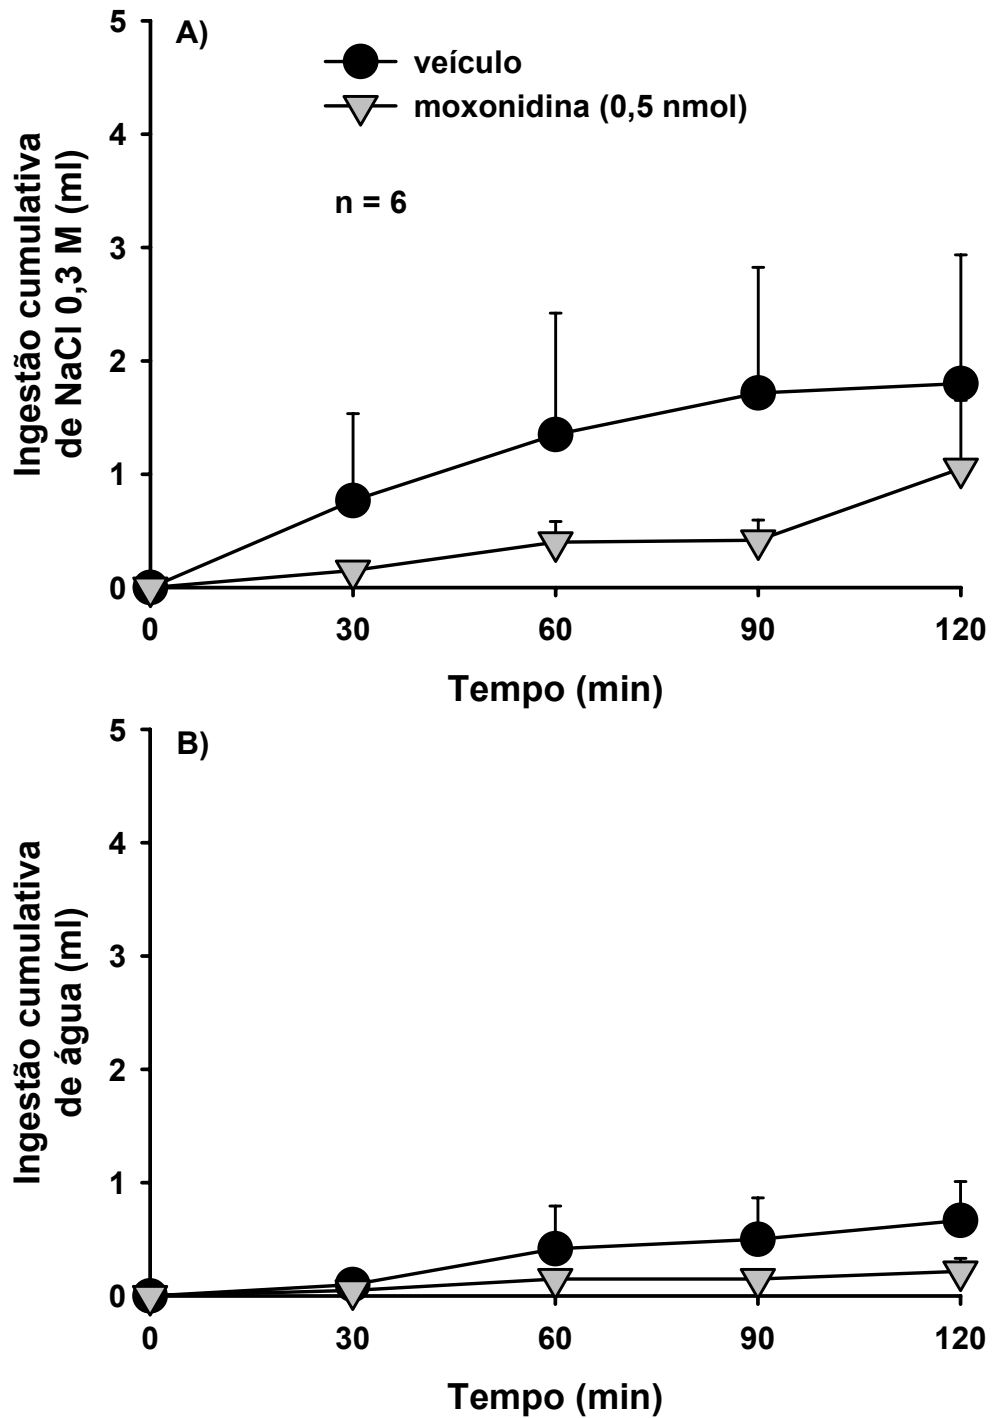 A)
veículo
moxonidina (0,5 nmol)
n = 6
Ingestão cumulativa
de NaCl 0,3 M (ml)
5
4
3
2
1
0
0 30 60 90 120
Tempo (min)
B)
Ingestão cumulativa
de água (ml)
5
4
3
2
1
0
0 30 60 90 120
Tempo (min)